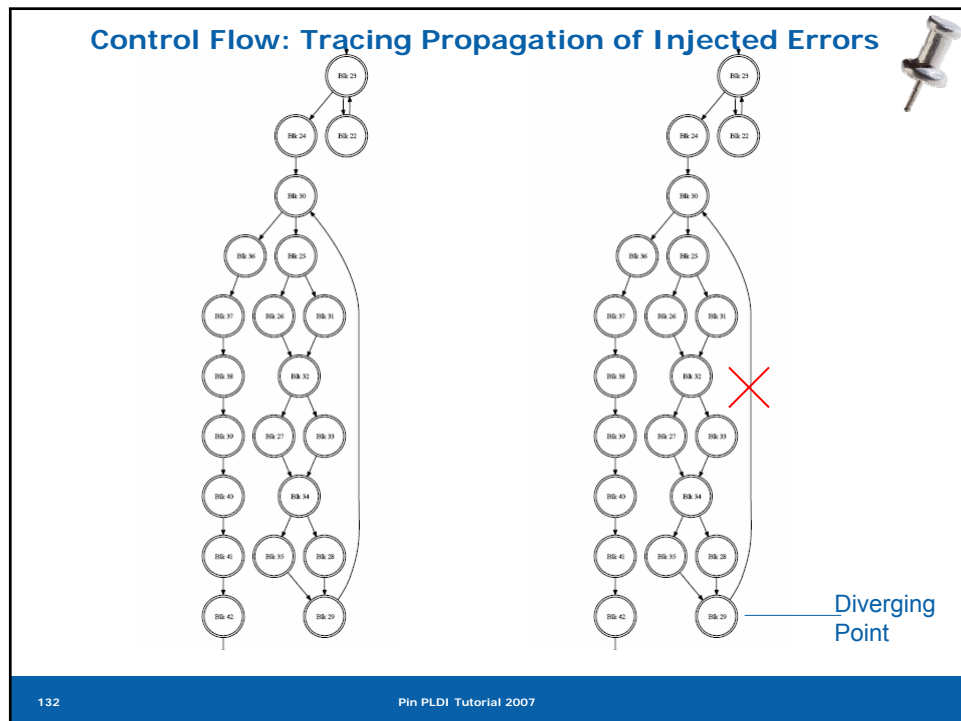 Control Flow: Tracing Propagation of Injected Errors
Blk 23
Blk 24
Blk 22
Blk 30
Blk 36
Blk 25
Blk 37
Blk 26
Blk 31
Blk 38
Blk 32
Blk 39
Blk 27
Blk 33
Blk 40
Blk 34
Blk 41
Blk 35
Blk 28
Blk 42
Blk 29
Blk 23
Blk 24
Blk 22
Blk 30
Blk 36
Blk 25
Blk 37
Blk 26
Blk 31
Blk 38
Blk 32
Blk 39
Blk 27
Blk 33
Blk 40
Blk 34
Blk 41
Blk 35
Blk 28
Blk 42
Blk 29
Diverging
Point
132
Pin PLDI Tutorial 2007